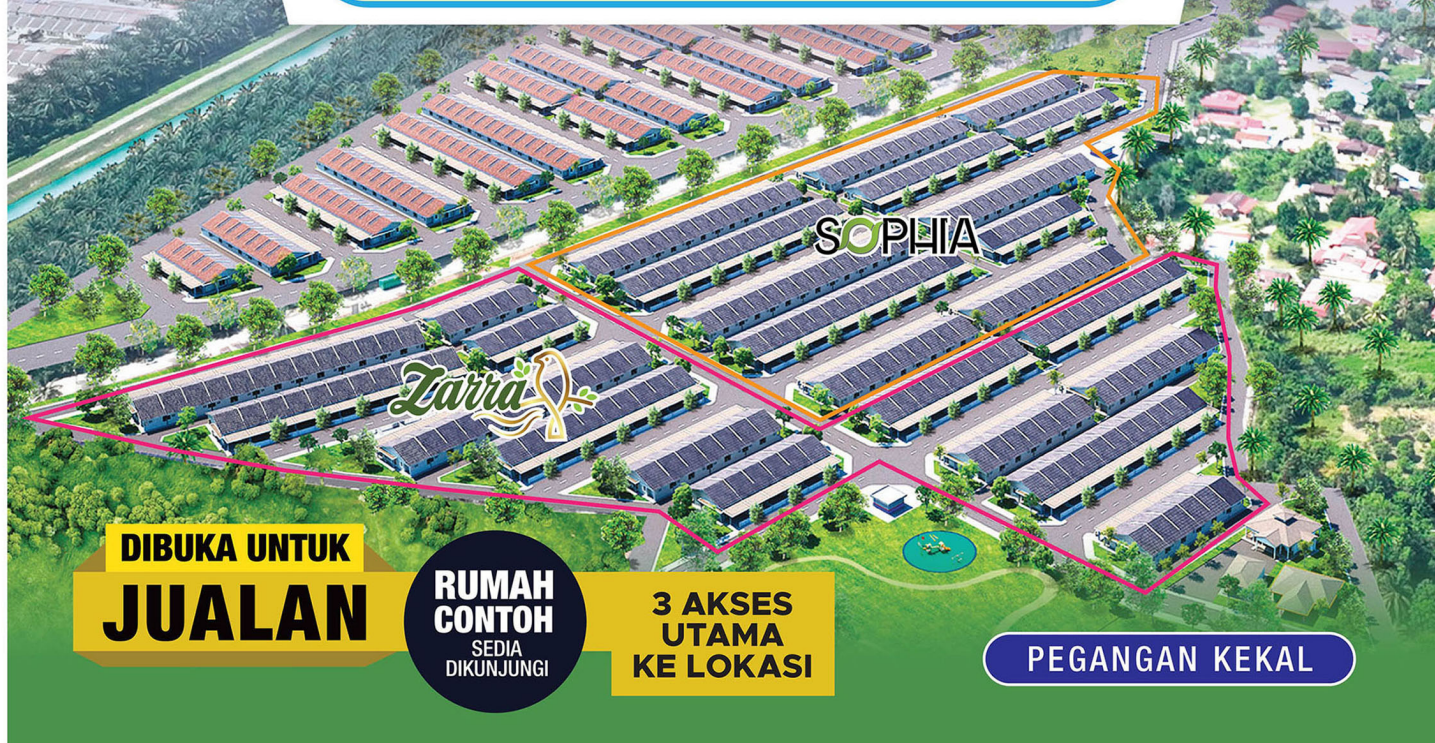 SOPHIA
Zarra
DIBUKA UNTUK
JUALAN
RUMAH
CONTOH
SEDIA
DIKUNJUNGI
3 AKSES
UTAMA
KE LOKASI
PEGANGAN KEKAL